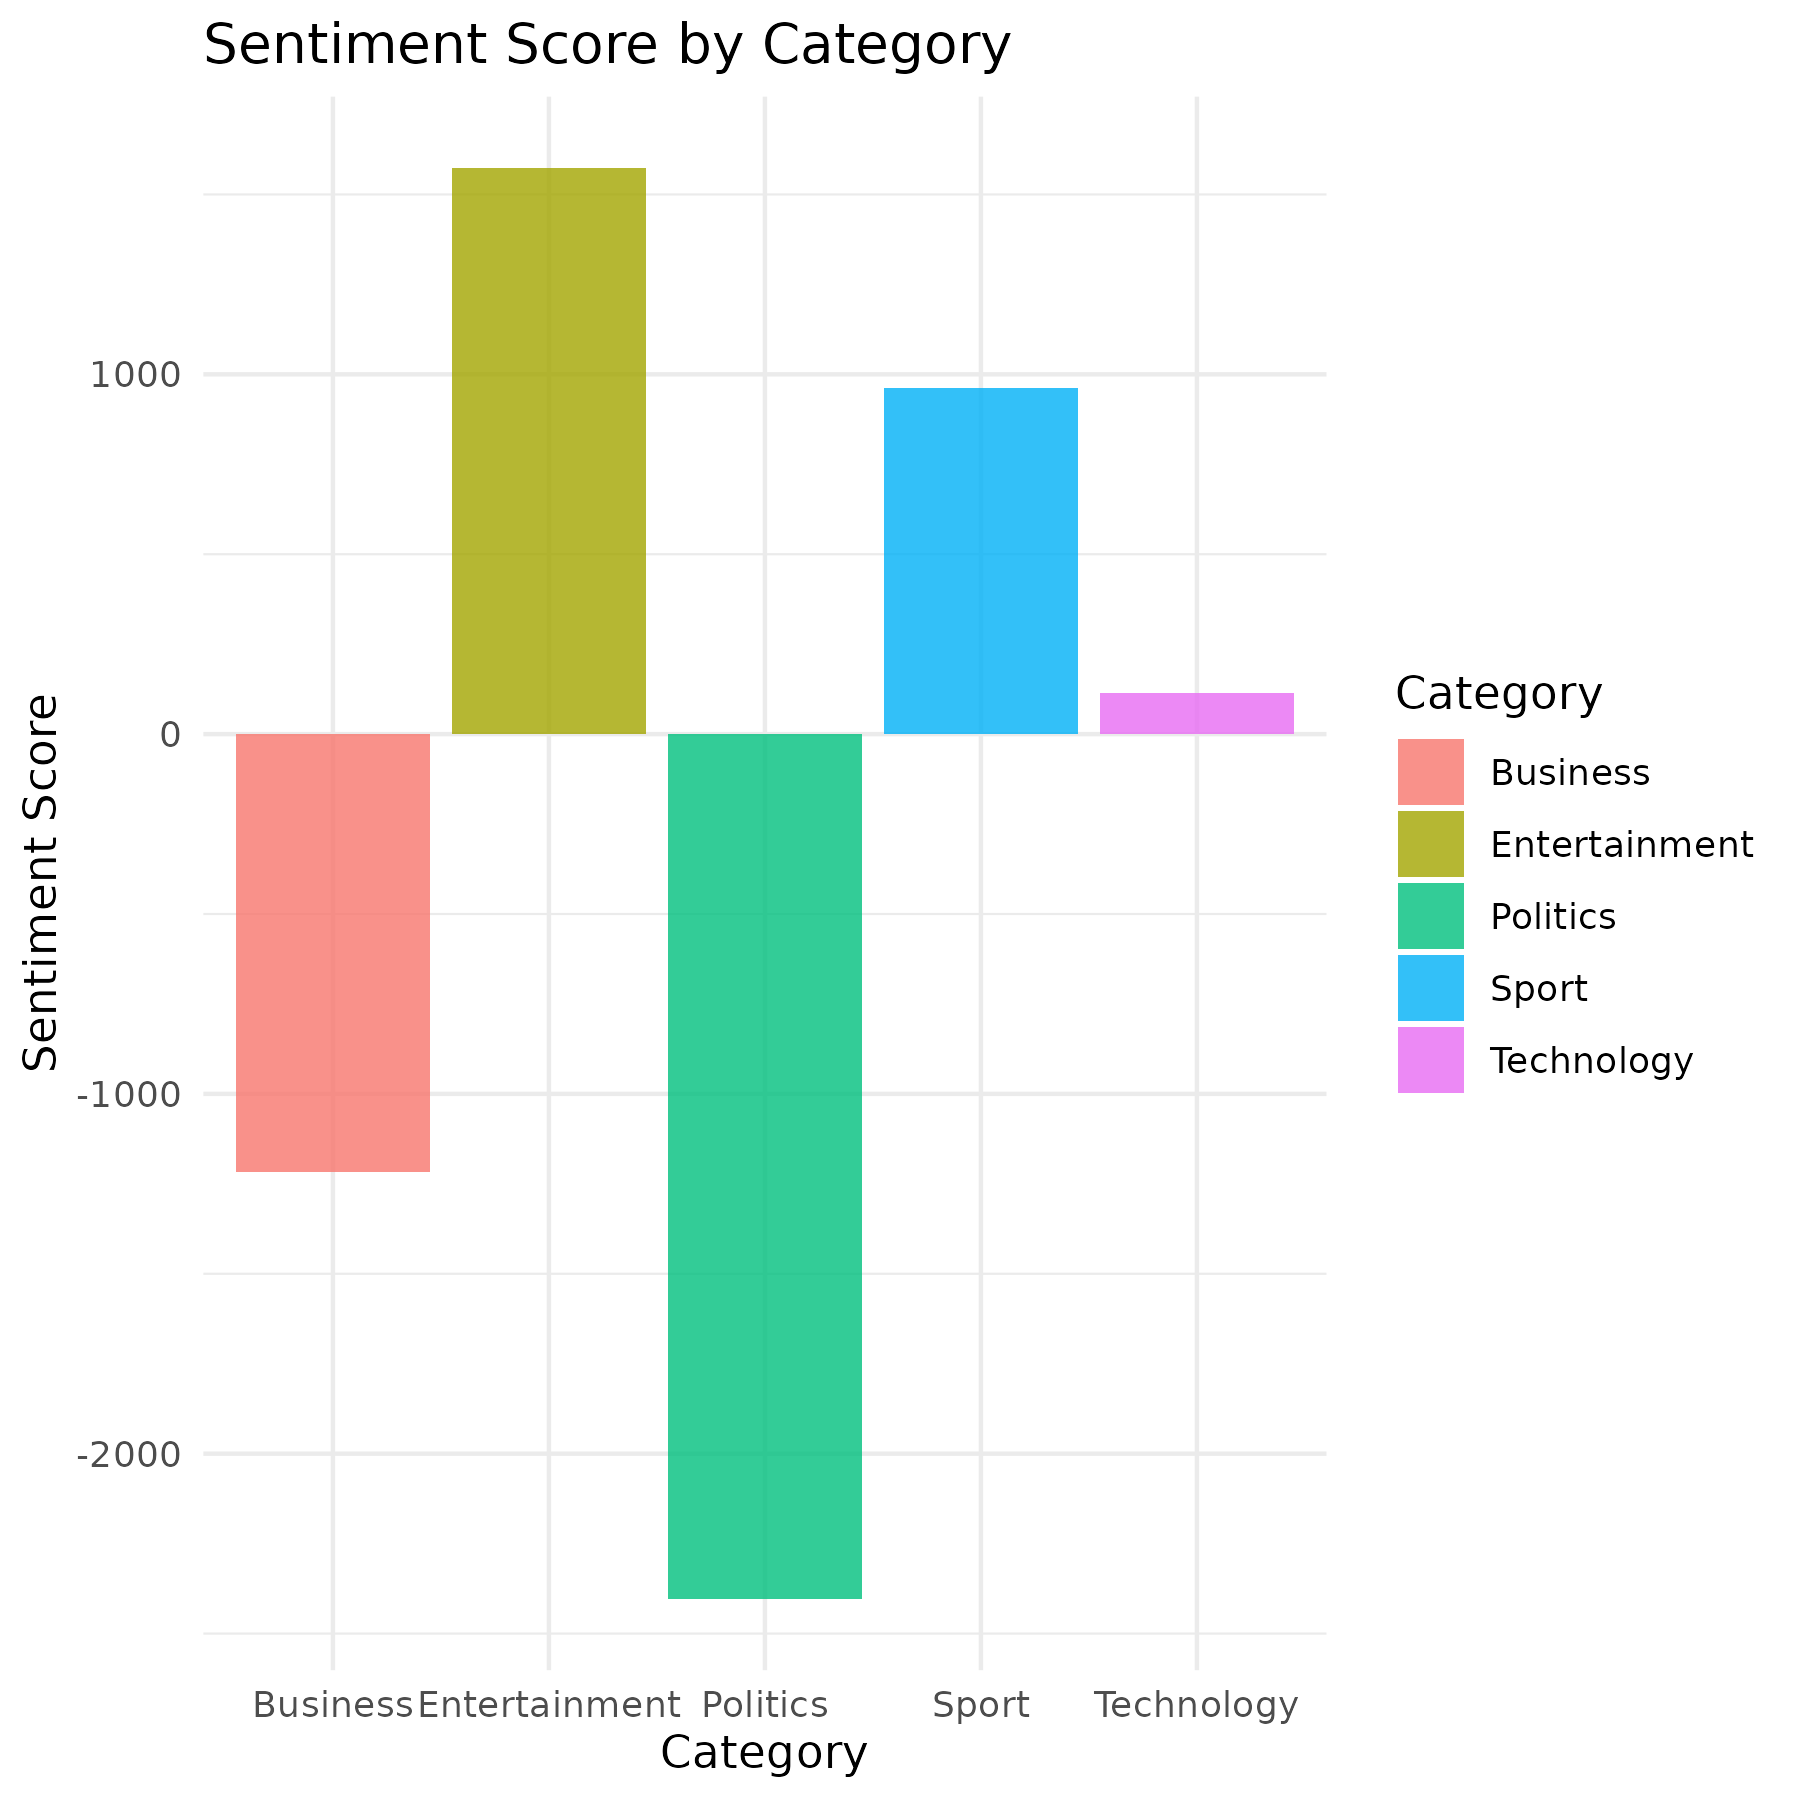 Sentiment Score by Category
Sentiment Score
1000
0
-1000
-2000
Business Entertainment Politics Sport Technology
Category
Category
Business
Entertainment
Politics
Sport
Technology